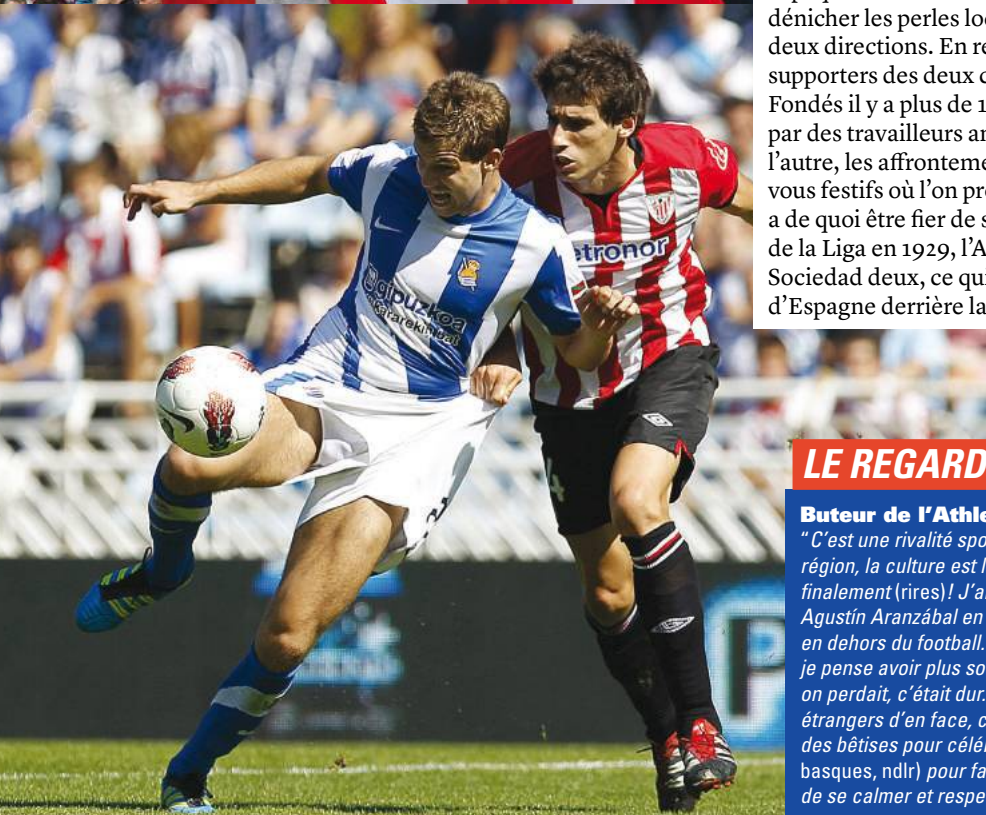 dénicher les perles loc
deux directions. En re
supporters des deux c
Fondés il y a plus de 1
par des travailleurs an
l'autre, les affronteme
vous festifs où l'on pro
a de quoi être fier de s
de la Liga en 1929, l'A
Sociedad deux, ce qui
d'Espagne derrière la
etronor
Gipuzkoa
LE REGARD
Buteur de l'Athle
"C'est une rivalité spo
région, la culture est l
finalement (rires)! J'ai
Agustín Aranzábal en
en dehors du football.
je pense avoir plus so
on perdait, c'était dur.
étrangers d'en face, c
des bêtises pour célé
basques, ndlr) pour fa
de se calmer et respe